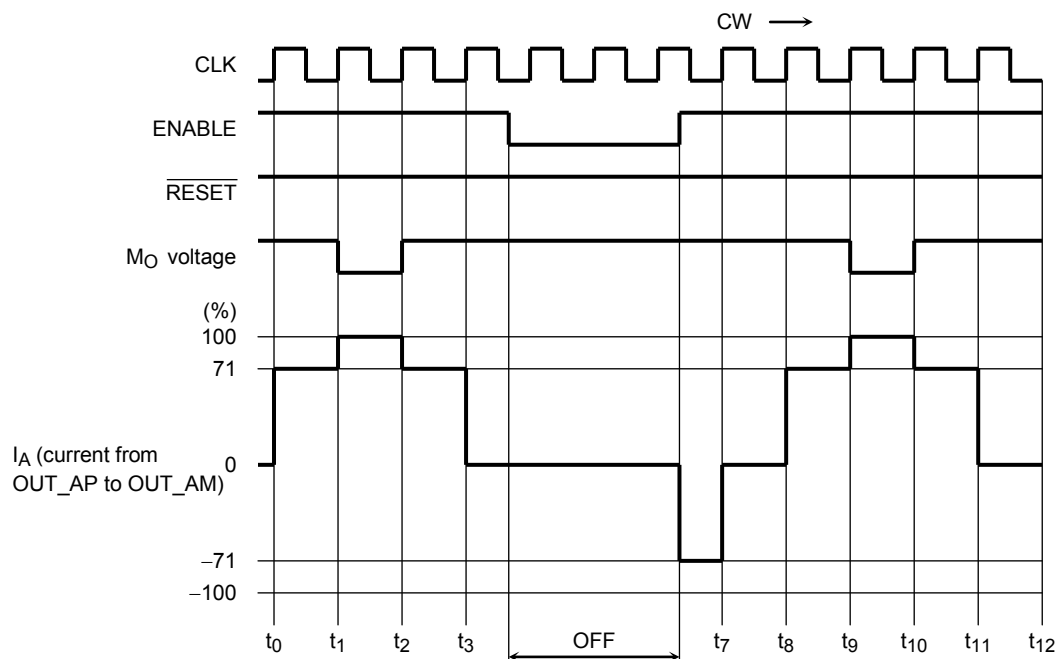 CW →
CLK
ENABLE
RESET
MO voltage
(%)
100
71
IA (current from
OUT_AP to OUT_AM)
0
−71
−100
t0 t1 t2 t3 OFF t7 t8 t9 t10 t11 t12